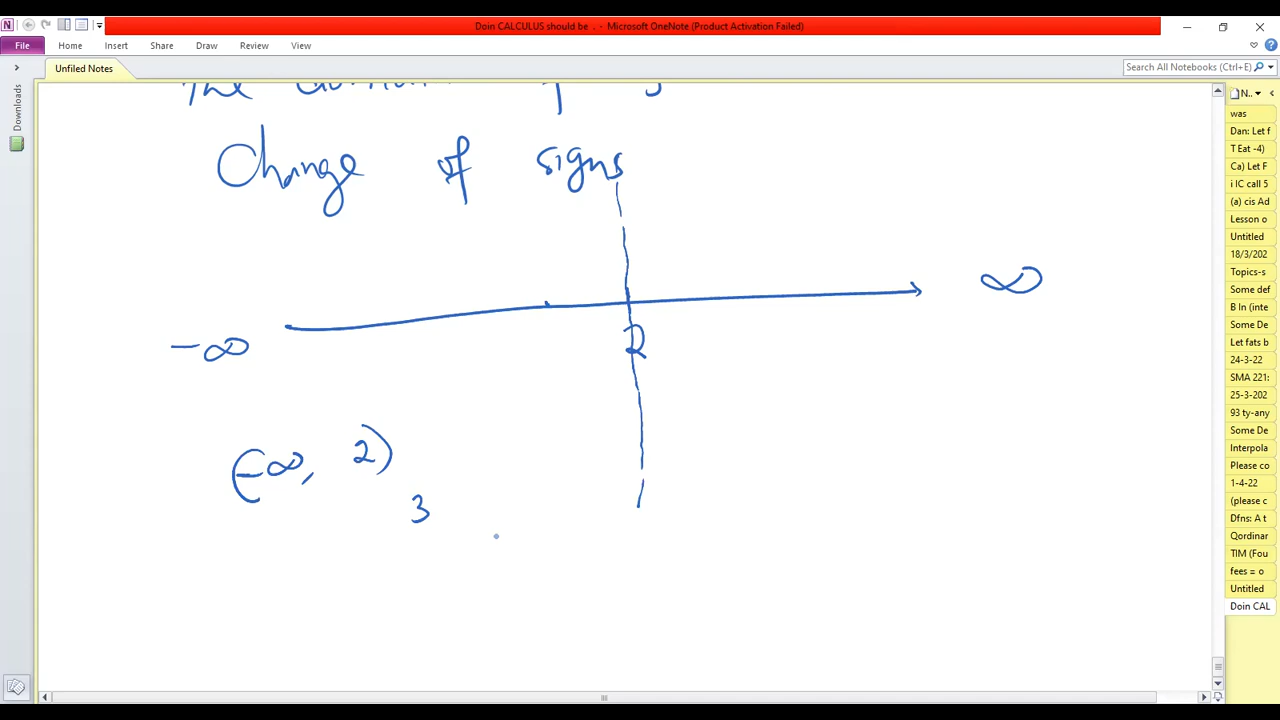 Doin CALCULUS should be . - Microsoft OneNote (Product Activation Failed)
File Home Insert Share Draw Review View
Unfiled Notes
Search All Notebooks (Ctrl+E)
Downloads
The
Change of signs
∞
-∞
2
(-∞, 2)
3
N..
was
Dan: Let f
T Eat -4)
Ca) Let F
i IC call 5
(a) cis Ad
Lesson o
Untitled
18/3/202
Topics-s
Some def
B In (inte
Some De
Let fats b
24-3-22
SMA 221:
25-3-202
93 ty-any
Some De
Interpola
Please co
1-4-22
(please c
Dfns: A t
Qordinar
TIM (Fou
fees = o
Untitled
Doin CAL